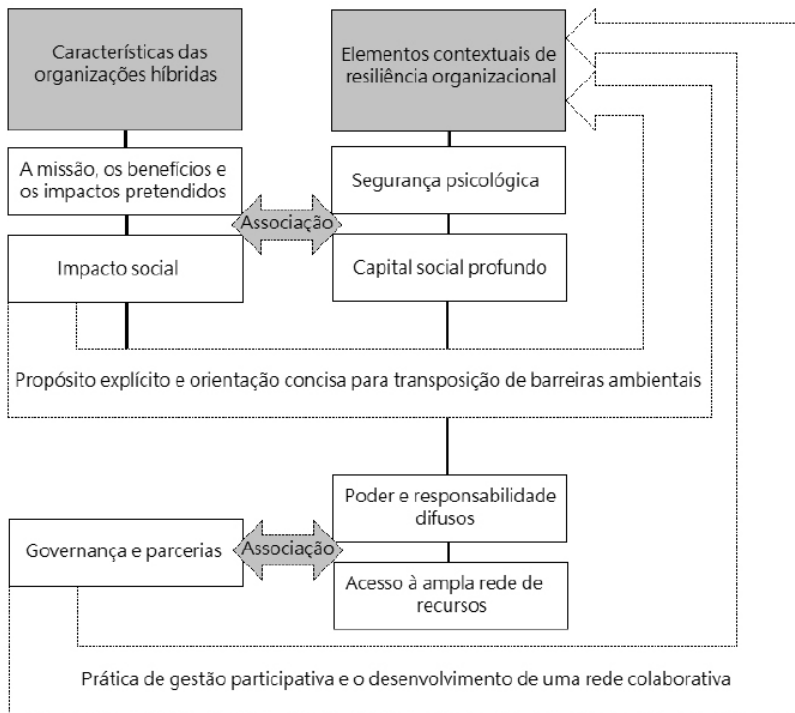 Características das
organizações híbridas
Elementos contextuais de
resiliência organizacional
A missão, os benefícios e
os impactos pretendidos
Segurança psicológica
Associação
Impacto social
Capital social profundo
Propósito explícito e orientação concisa para transposição de barreiras ambientais
Poder e responsabilidade
difusos
Governança e parcerias
Associação
Acesso à ampla rede de
recursos
Prática de gestão participativa e o desenvolvimento de uma rede colaborativa